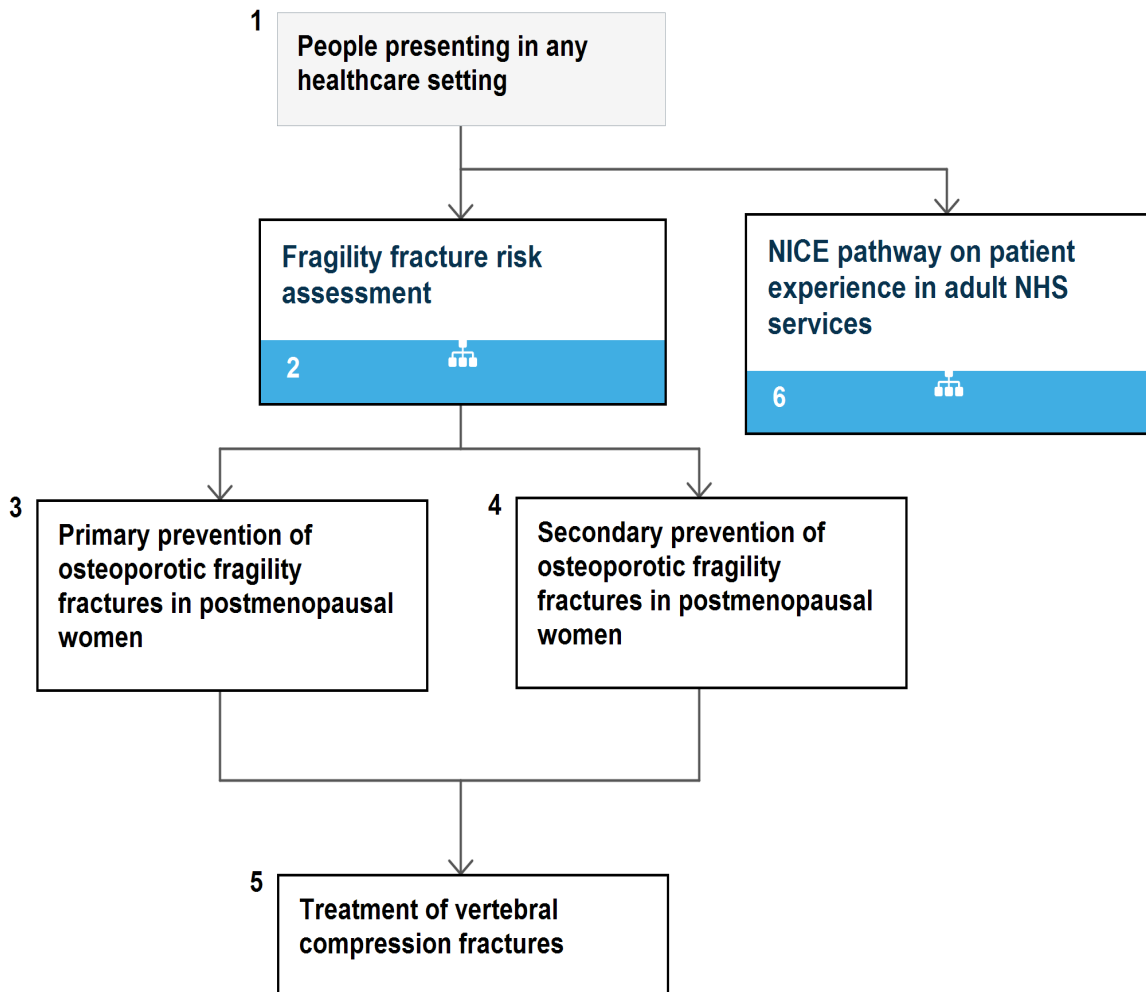 1
People presenting in any
healthcare setting
Fragility fracture risk
assessment
2
NICE pathway on patient
experience in adult NHS
services
6
3
Primary prevention of
osteoporotic fragility
fractures in postmenopausal
women
4
Secondary prevention of
osteoporotic fragility
fractures in postmenopausal
women
5
Treatment of vertebral
compression fractures